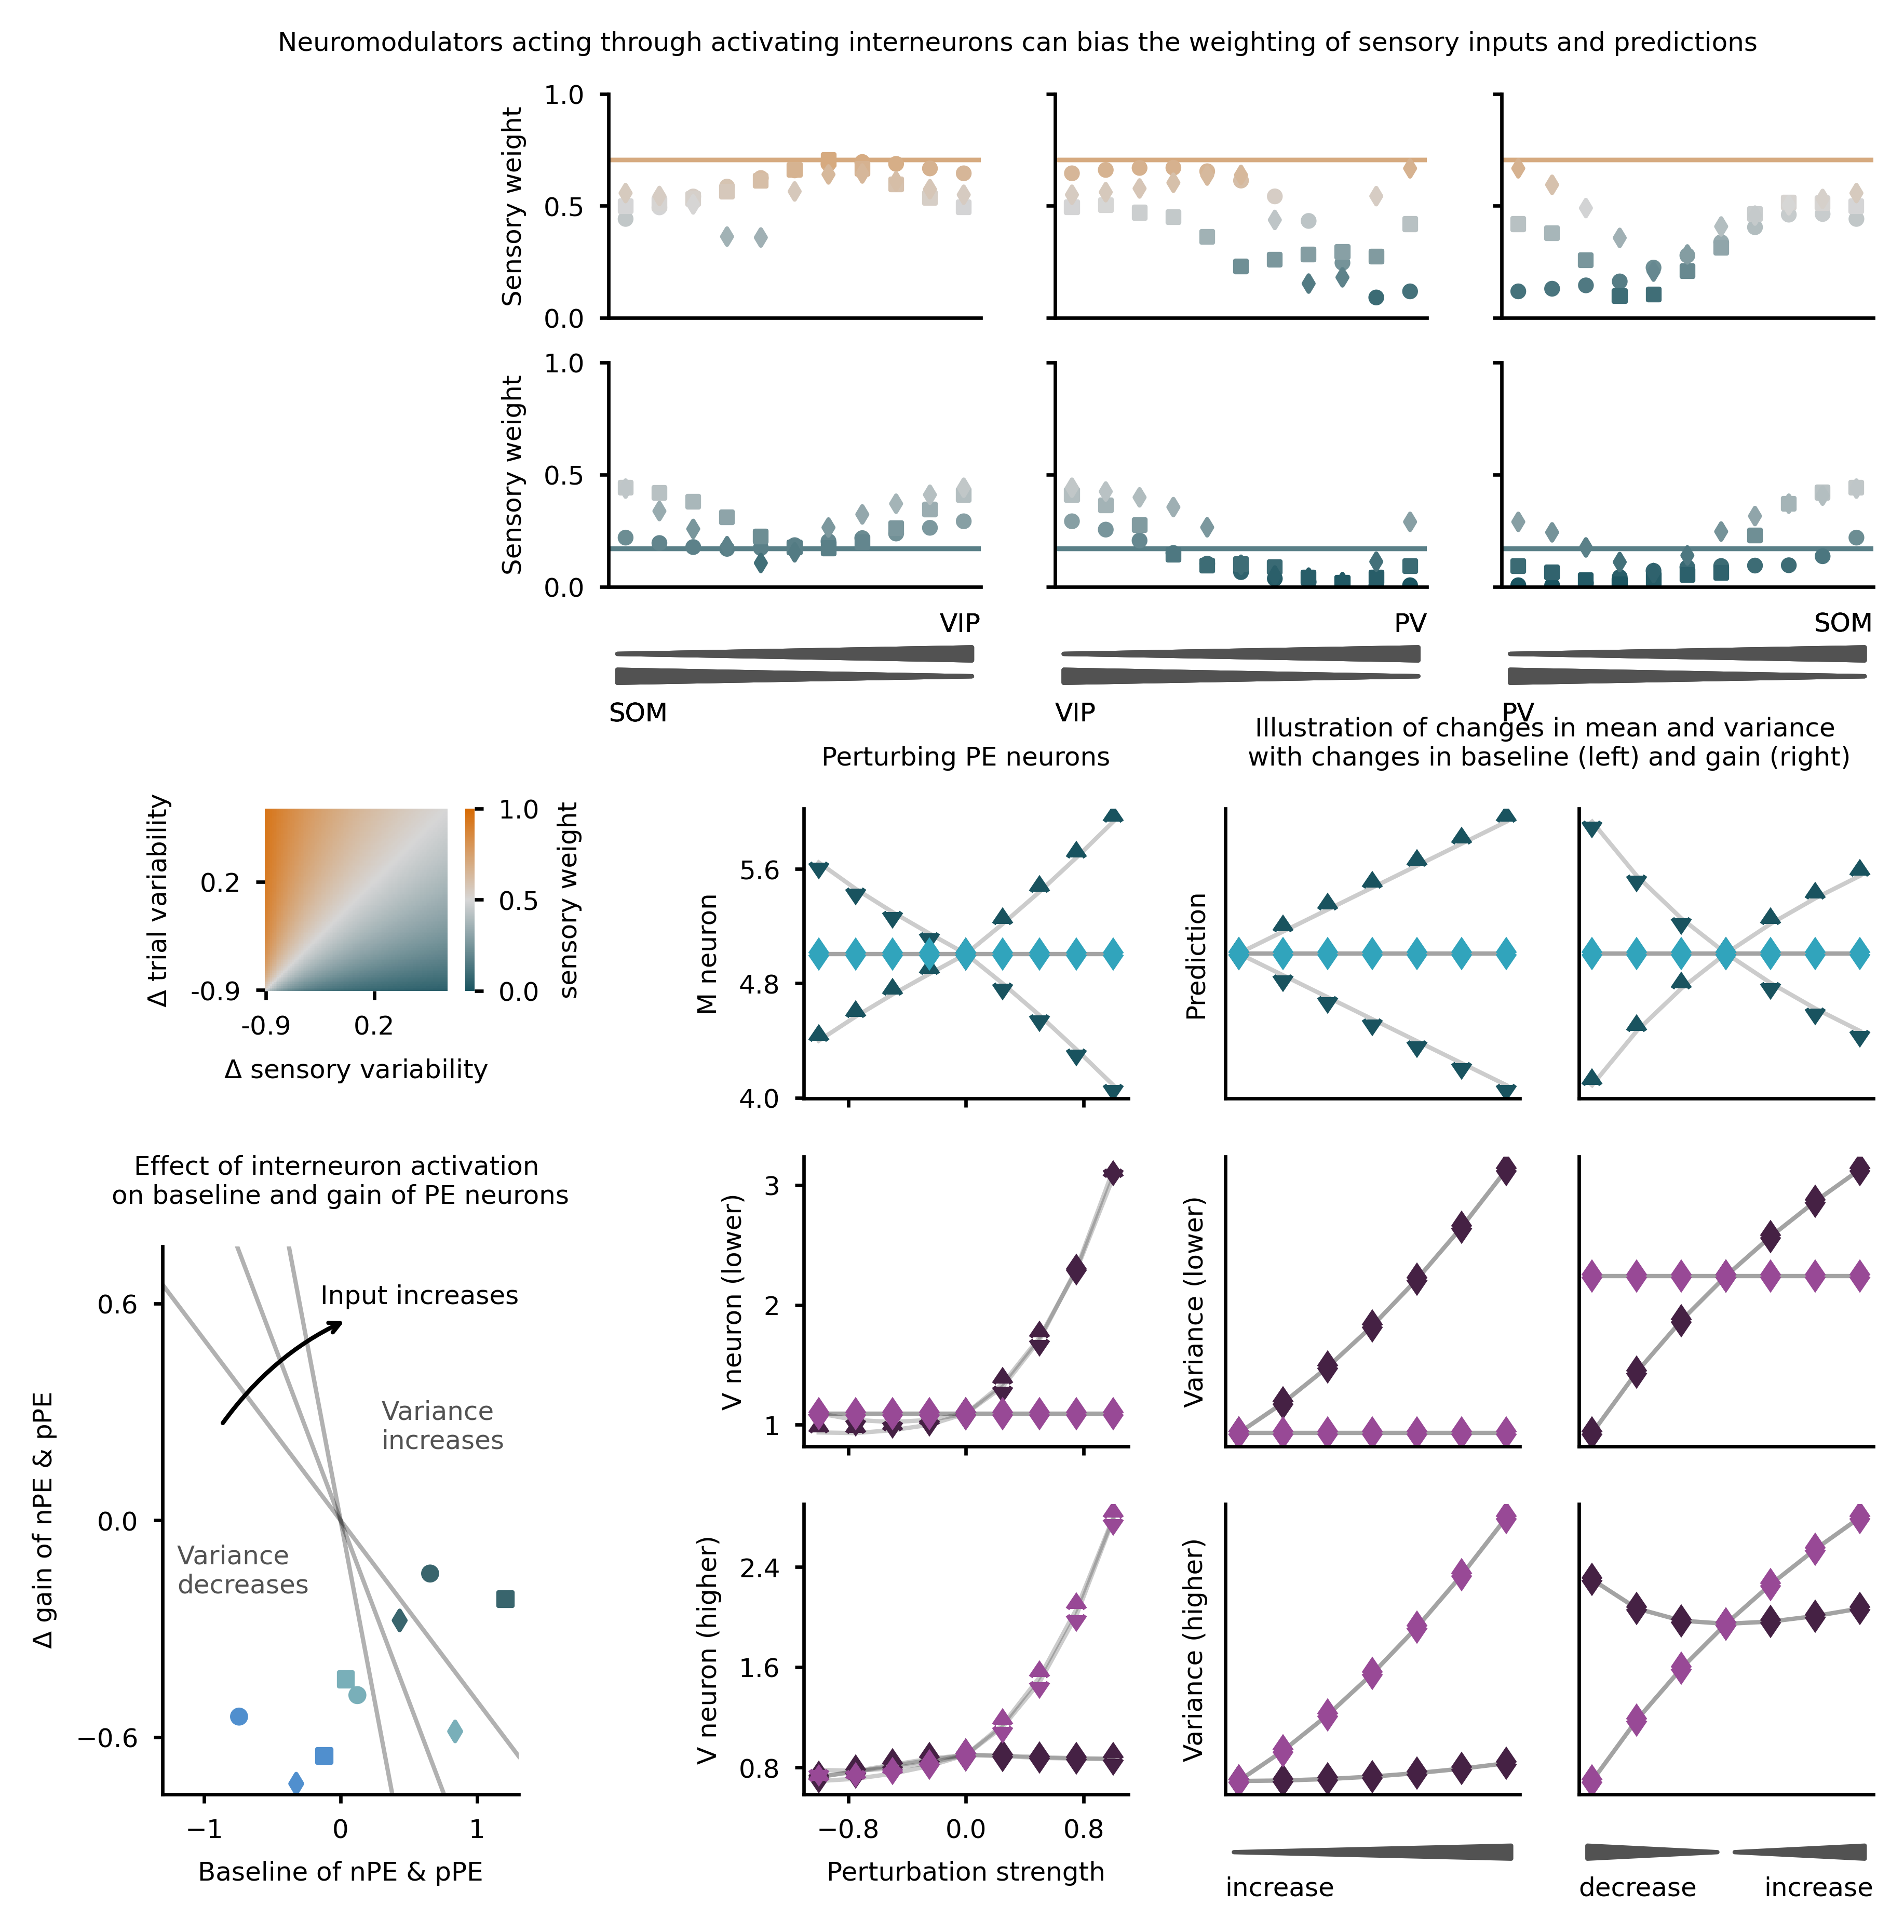 Neuromodulators acting through activating interneurons can bias the weighting of sensory inputs and predictions
1.0
0.5
0.0
Sensory weight
Sensory weight
Sensory weight
1.0
0.5
0.0
Sensory weight
VIP
SOM
PV
VIP
SOM
PV
Δ trial variability
0.2
-0.9
-0.9
0.2
Δ sensory variability
1.0
0.5
0.0
sensory weight
Perturbing PE neurons
Illustration of changes in mean and variance
with changes in baseline (left) and gain (right)
M neuron
5.6
4.8
4.0
Prediction
Effect of interneuron activation
on baseline and gain of PE neurons
Δ gain of nPE & pPE
0.6
0.0
−0.6
Input increases
Variance
increases
Variance
decreases
−1
0
1
Baseline of nPE & pPE
V neuron (lower)
3
2
1
Variance (lower)
V neuron (higher)
2.4
1.6
0.8
Variance (higher)
−0.8
0.0
0.8
Perturbation strength
increase
decrease
increase